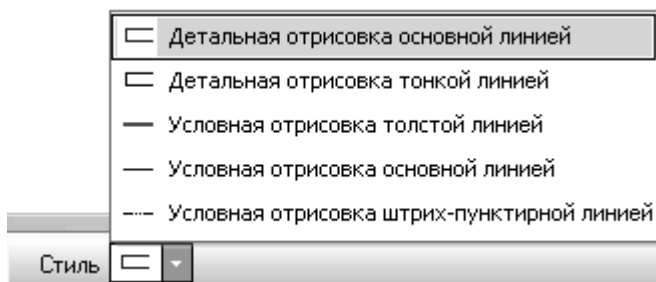 Детальная отрисовка основной линией
Детальная отрисовка тонкой линией
Условная отрисовка толстой линией
Условная отрисовка основной линией
Условная отрисовка штрих-пунктирной линией
Стиль